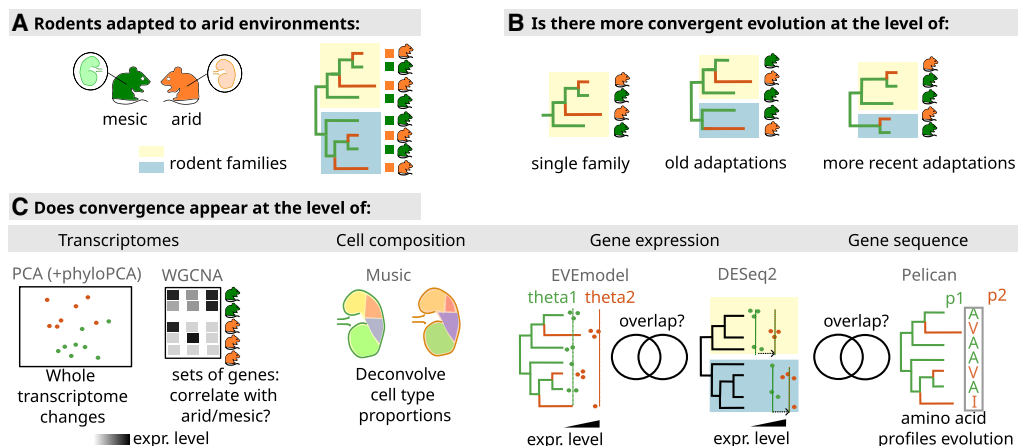 A Rodents adapted to arid environments:
mesic arid
rodent families
B Is there more convergent evolution at the level of:
single family
old adaptations
more recent adaptations
C Does convergence appear at the level of:
Transcriptomes
Cell composition
Gene expression
Gene sequence
PCA (+phyloPCA)
WGCNA
Music
EVEmodel
DESeq2
Pelican
theta1 theta2
p1 p2
overlap?
overlap?
A
V
A
A
V
A
I
Whole
transcriptome
changes
sets of genes:
correlate with
arid/mesic?
expr. level
Deconvolve
cell type
proportions
expr. level
expr. level
amino acid
profiles evolution